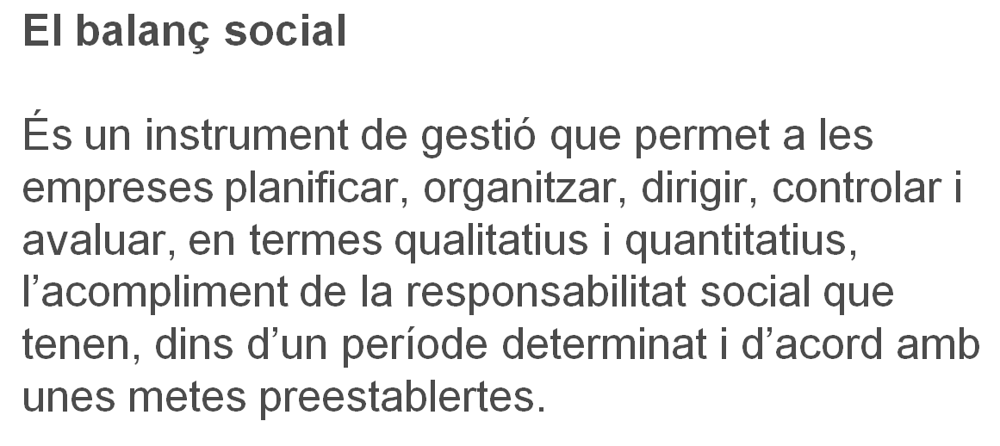 El balanç social
És un instrument de gestió que permet a les
empreses planificar, organitzar, dirigir, controlar i
avaluar, en termes qualitatius i quantitatius,
l’acompliment de la responsabilitat social que
tenen, dins d’un període determinat i d’acord amb
unes metes preestablertes.